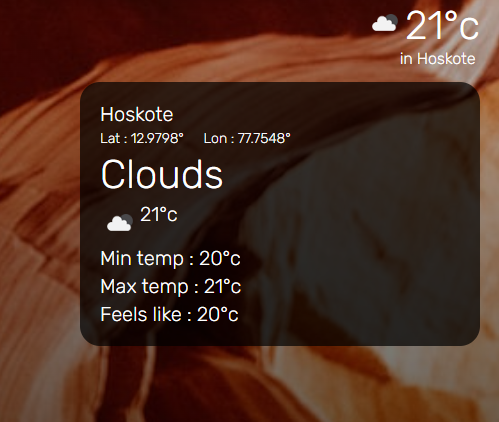 21°c
in Hoskote
Hoskote
Lat : 12.9798° Lon : 77.7548°
Clouds
21°c
Min temp : 20°c
Max temp : 21°c
Feels like : 20°c